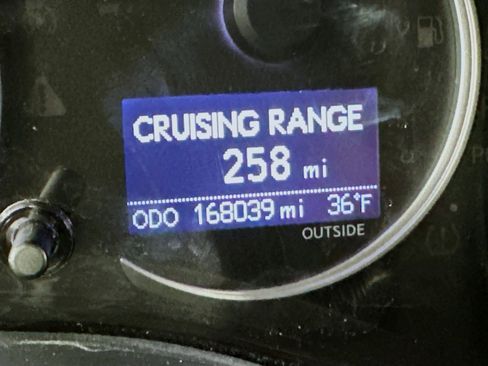 CRUISING RANGE
258 mi
ODO 168039 mi 36°F
OUTSIDE